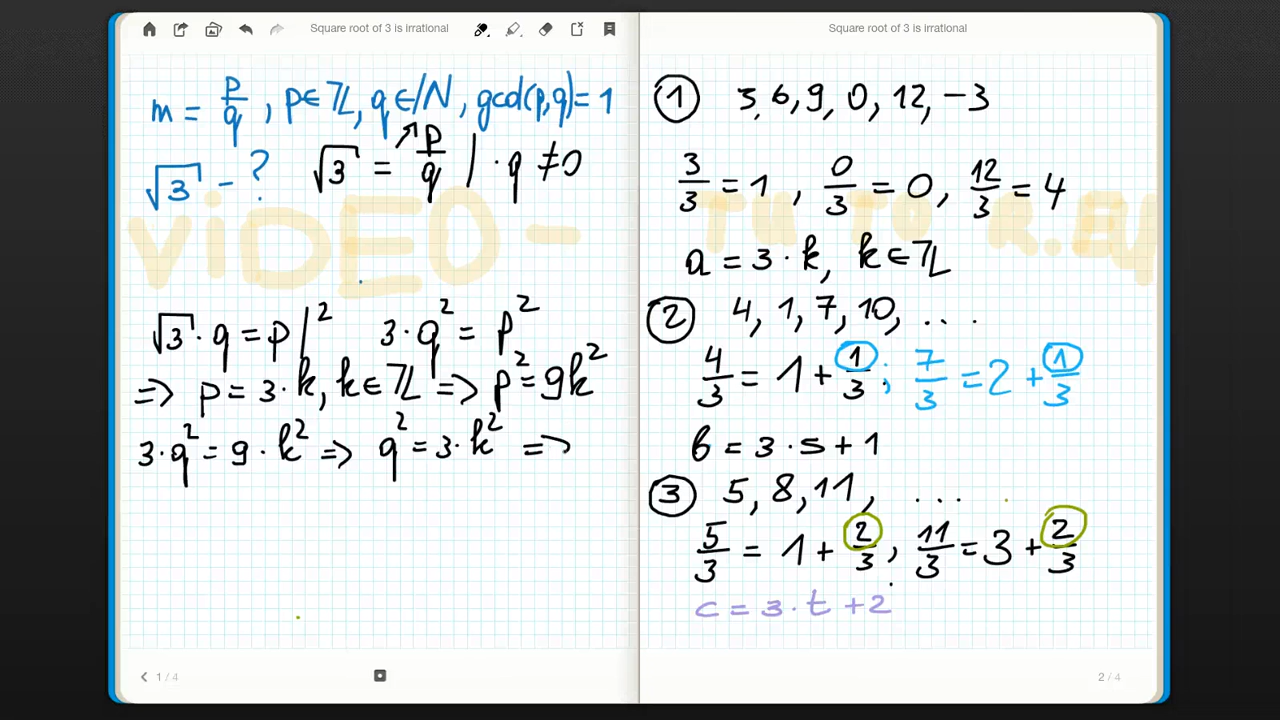 Square root of 3 is irrational
m = p/q, p∈ℤ, q∈ℕ, gcd(p,q)=1
√3 - ?
√3 = p/q | · q ≠ 0
ViDEO -
√3 · q = p |² 3 · q² = p²
=> p = 3 · k, k∈ℤ => p² = 9k²
3 · q² = 9 · k² => q² = 3 · k² =>
1 / 4
Square root of 3 is irrational
① 3, 6, 9, 0, 12, -3
3/3 = 1, 0/3 = 0, 12/3 = 4
TUTOR.EU
a = 3 · k, k∈ℤ
② 4, 1, 7, 10, ...
4/3 = 1 + 1/3; 7/3 = 2 + 1/3
b = 3 · s + 1
③ 5, 8, 11, ...
5/3 = 1 + 2/3, 11/3 = 3 + 2/3
c = 3 · t + 2
2 / 4